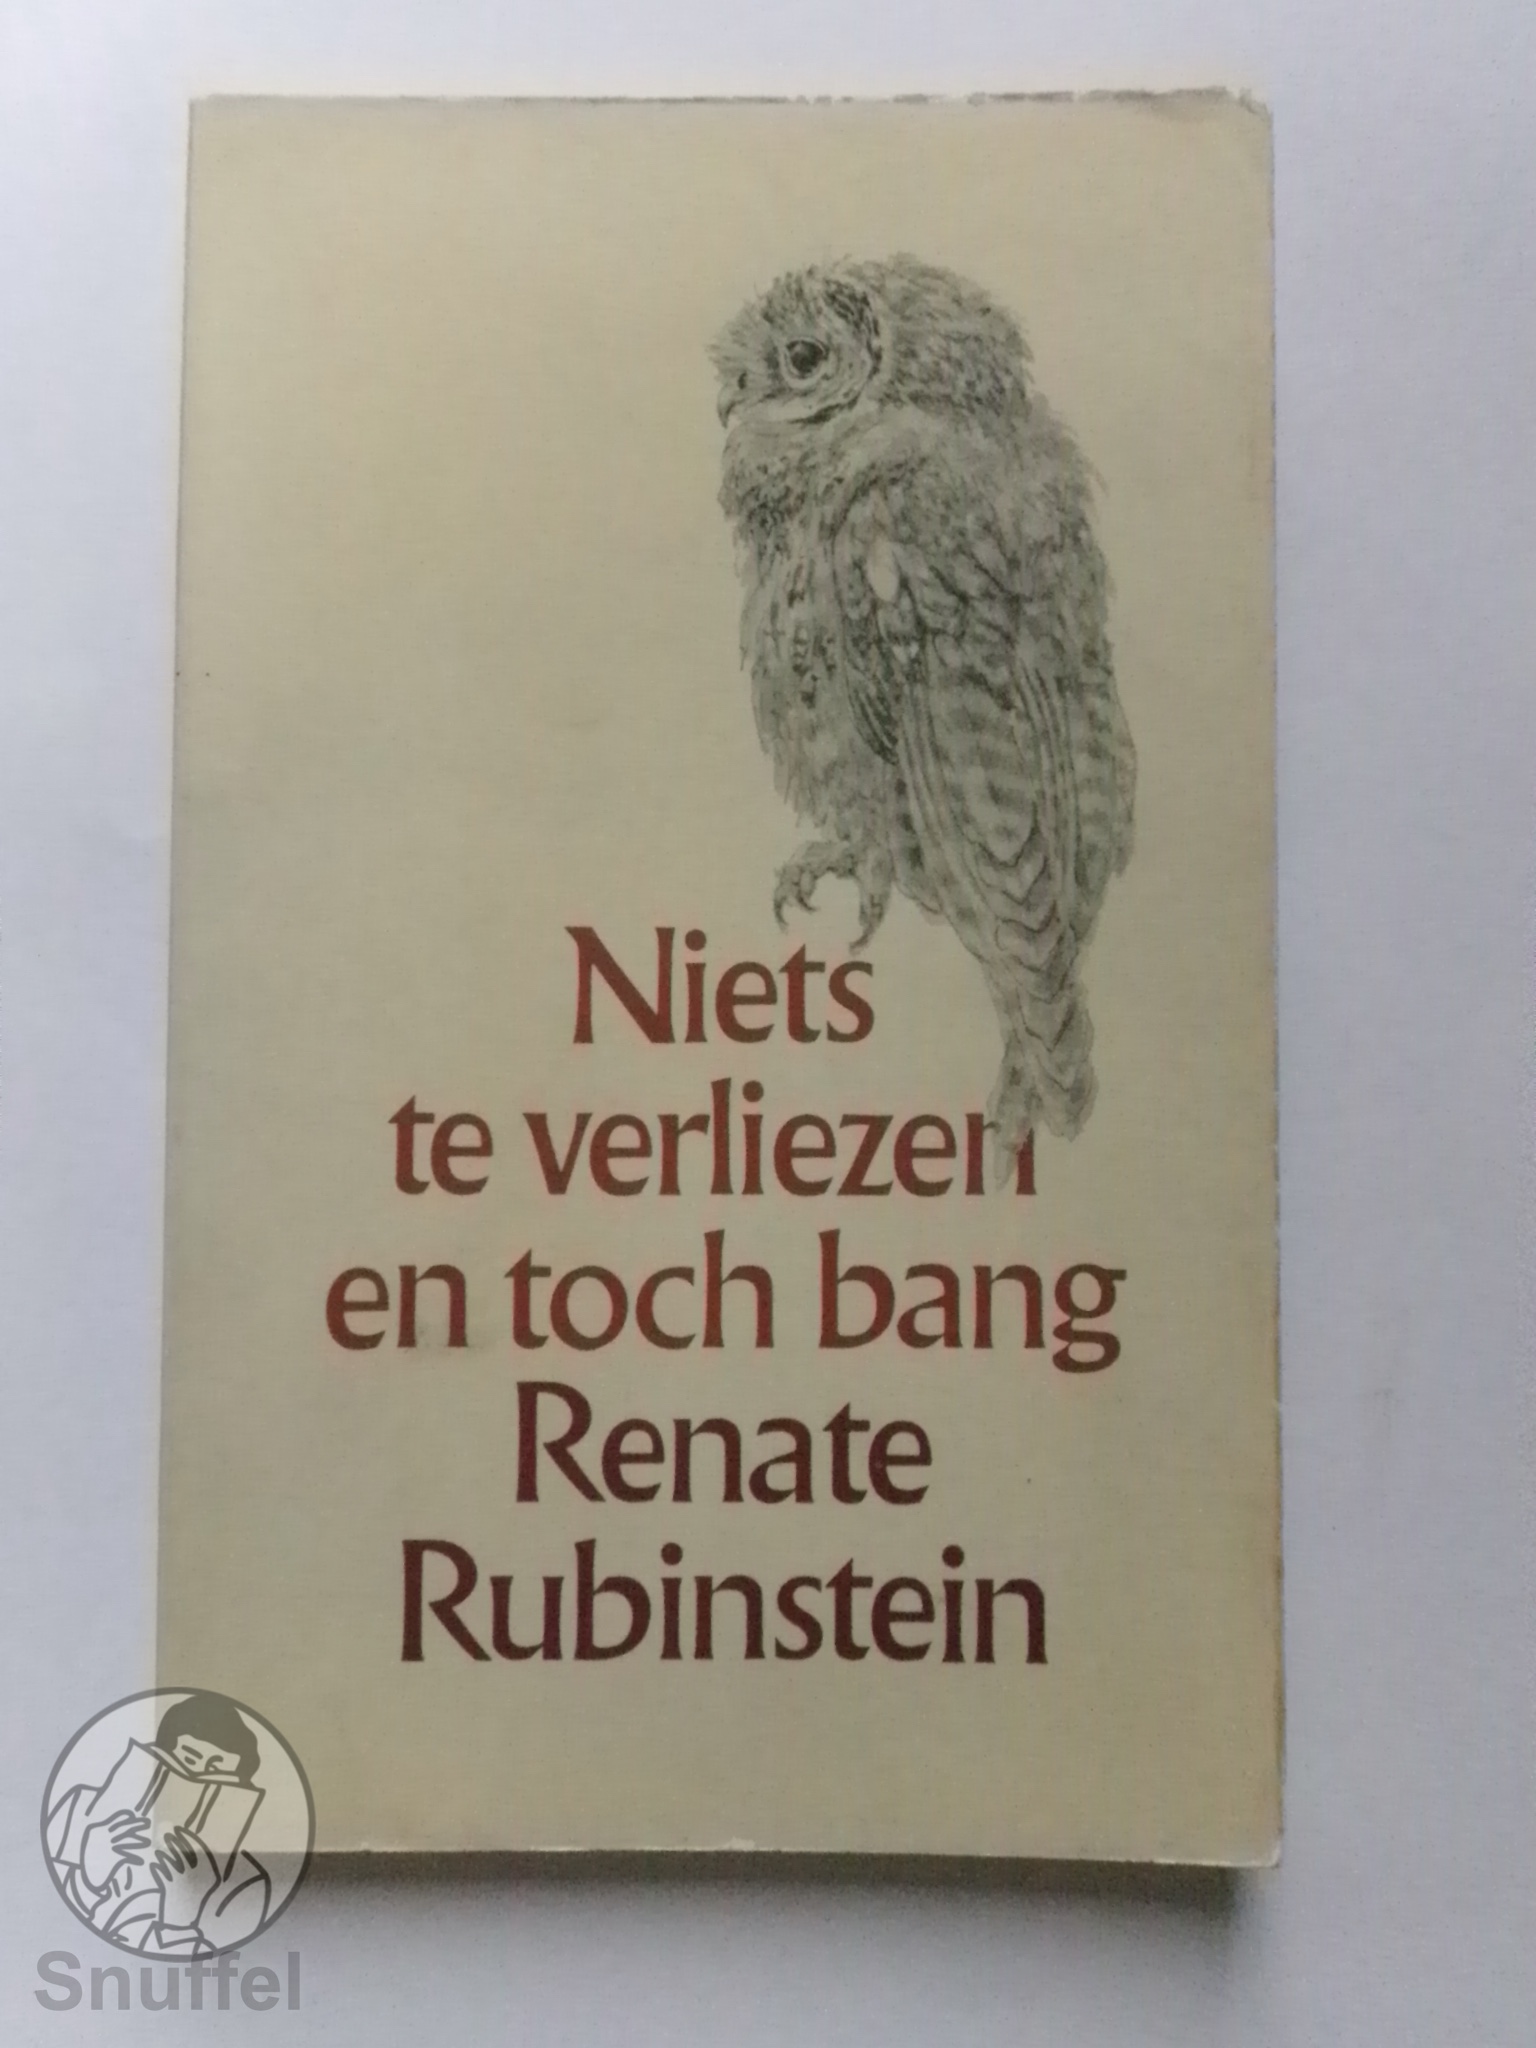 Niets
te verliezen
en toch bang
Renate
Rubinstein
Snuffel